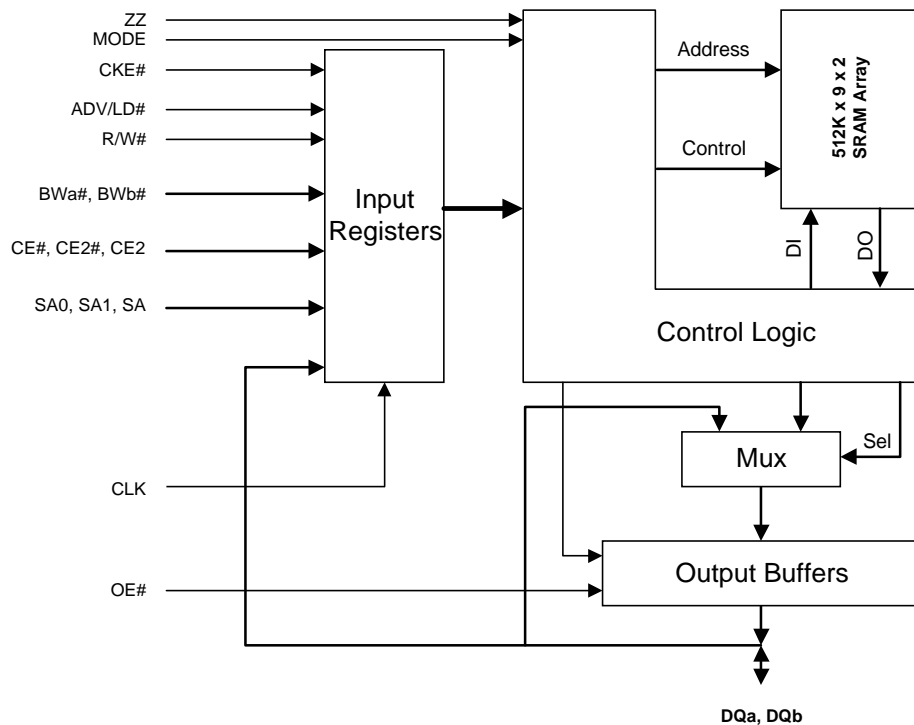 ZZ
MODE
CKE#
ADV/LD#
R/W#
BWa#, BWb#
CE#, CE2#, CE2
SA0, SA1, SA
CLK
OE#
Input
Registers
Address
Control
512K x 9 x 2
SRAM Array
DI
DO
Control Logic
Sel
Mux
Output Buffers
DQa, DQb